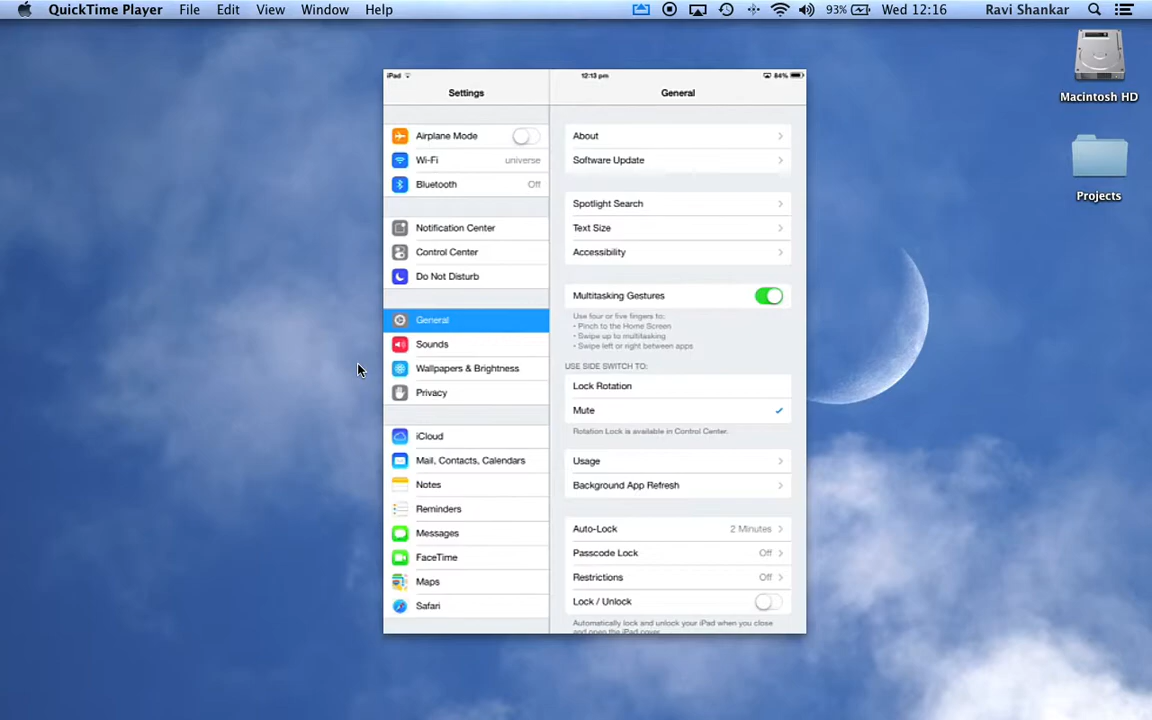 QuickTime Player File Edit View Window Help 93% Wed 12:16 Ravi Shankar
Macintosh HD
Projects
iPad 12:13 pm 84%
Settings
Airplane Mode
Wi-Fi universe
Bluetooth Off
Notification Center
Control Center
Do Not Disturb
General
Sounds
Wallpapers & Brightness
Privacy
iCloud
Mail, Contacts, Calendars
Notes
Reminders
Messages
FaceTime
Maps
Safari
General
About
Software Update
Spotlight Search
Text Size
Accessibility
Multitasking Gestures
Use four or five fingers to:
• Pinch to the Home Screen
• Swipe up to multitasking
• Swipe left or right between apps
USE SIDE SWITCH TO:
Lock Rotation
Mute
Rotation Lock is available in Control Center.
Usage
Background App Refresh
Auto-Lock 2 Minutes
Passcode Lock Off
Restrictions Off
Lock / Unlock
Automatically lock and unlock your iPad when you close
and open the iPad cover.